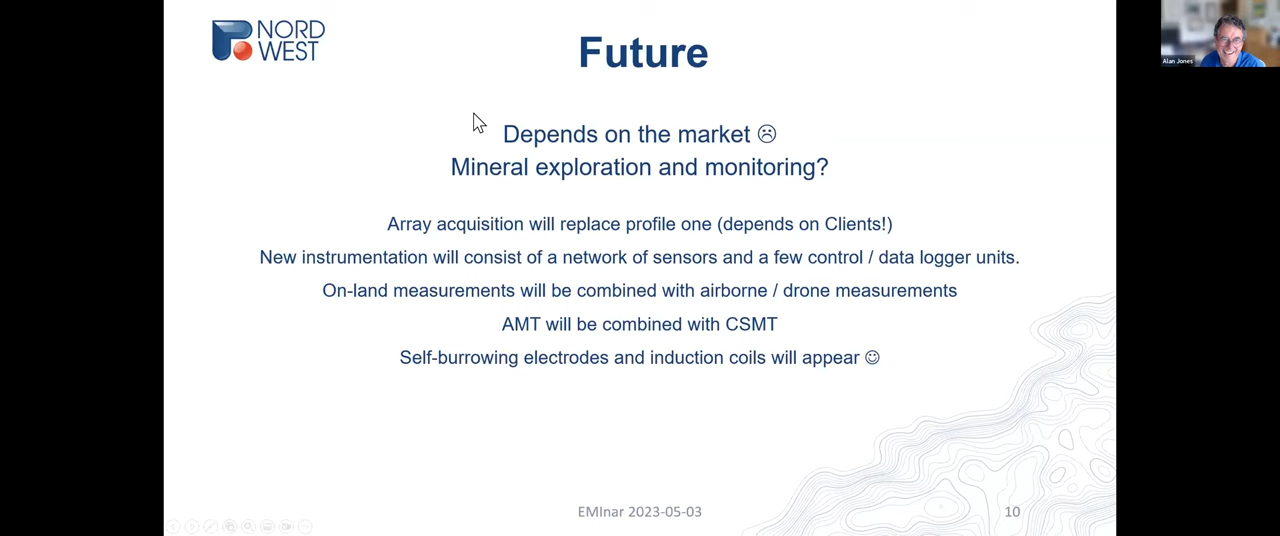 NORD
WEST
Future
Alan Jones
Depends on the market ☹
Mineral exploration and monitoring?
Array acquisition will replace profile one (depends on Clients!)
New instrumentation will consist of a network of sensors and a few control / data logger units.
On-land measurements will be combined with airborne / drone measurements
AMT will be combined with CSMT
Self-burrowing electrodes and induction coils will appear ☺
EMInar 2023-05-03
10